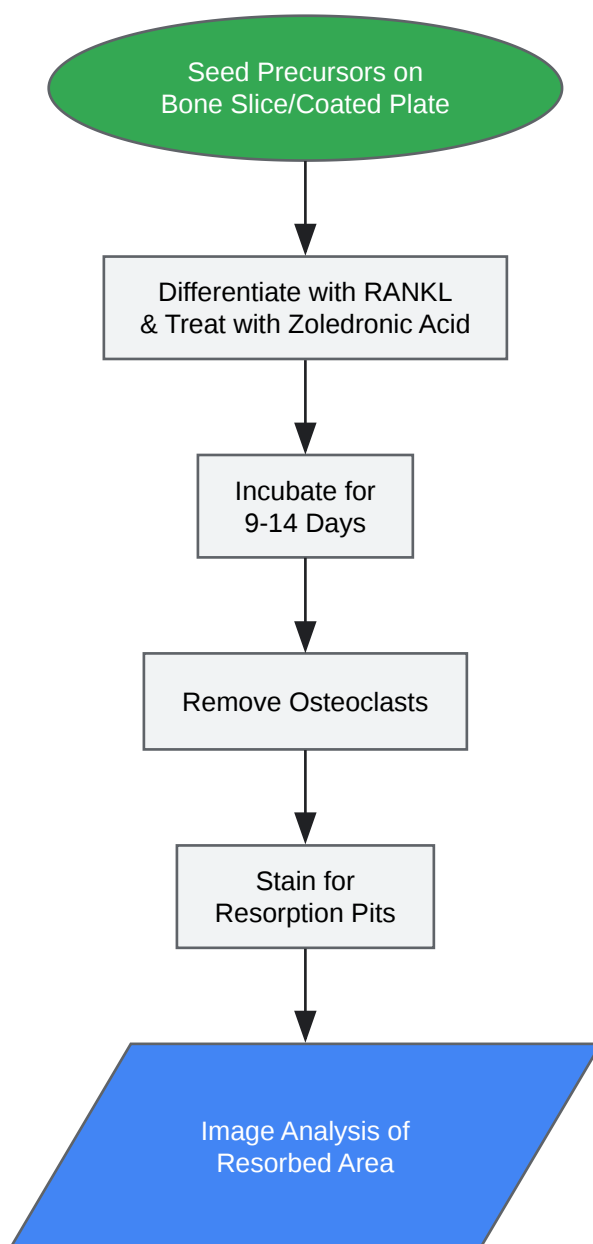 Seed Precursors on
Bone Slice/Coated Plate
Differentiate with RANKL
& Treat with Zoledronic Acid
Incubate for
9-14 Days
Remove Osteoclasts
Stain for
Resorption Pits
Image Analysis of
Resorbed Area